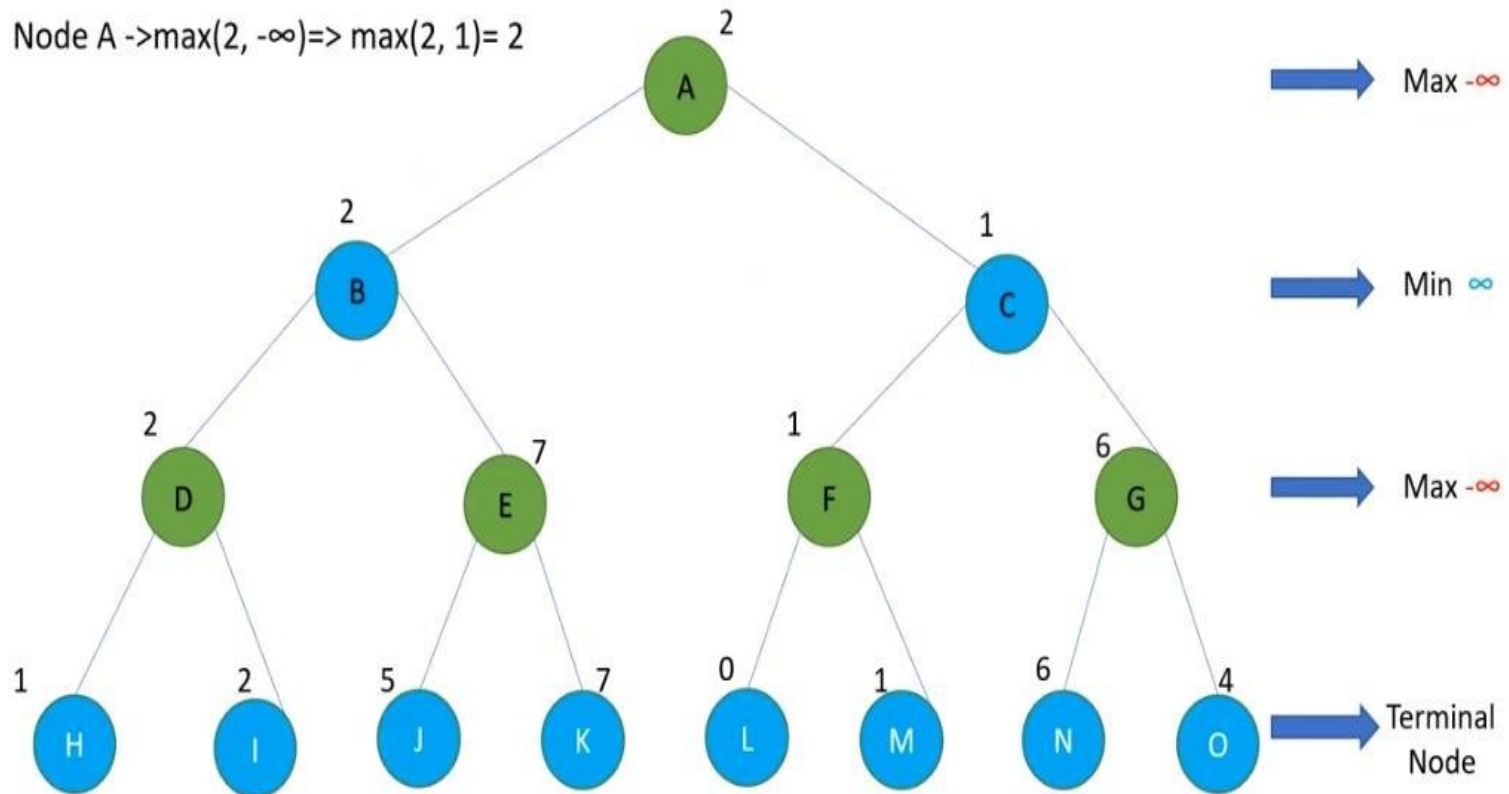 Node A ->max(2, -∞)=> max(2, 1)= 2
2
A
Max -∞
2
1
B
C
Min ∞
2
7
1
6
D
E
F
G
Max -∞
1
2
5
7
0
1
6
4
H
I
J
K
L
M
N
O
Terminal
Node